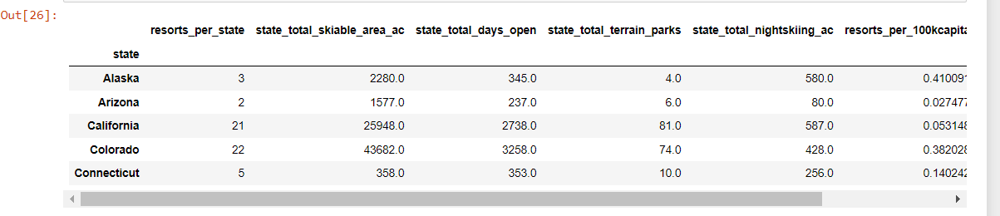 Out[26]:
resorts_per_state state_total_skiable_area_ac state_total_days_open state_total_terrain_parks state_total_nightskiing_ac resorts_per_100kcapita
state
Alaska 3 2280.0 345.0 4.0 580.0 0.410091
Arizona 2 1577.0 237.0 6.0 80.0 0.027477
California 21 25948.0 2738.0 81.0 587.0 0.053148
Colorado 22 43682.0 3258.0 74.0 428.0 0.382028
Connecticut 5 358.0 353.0 10.0 256.0 0.140242